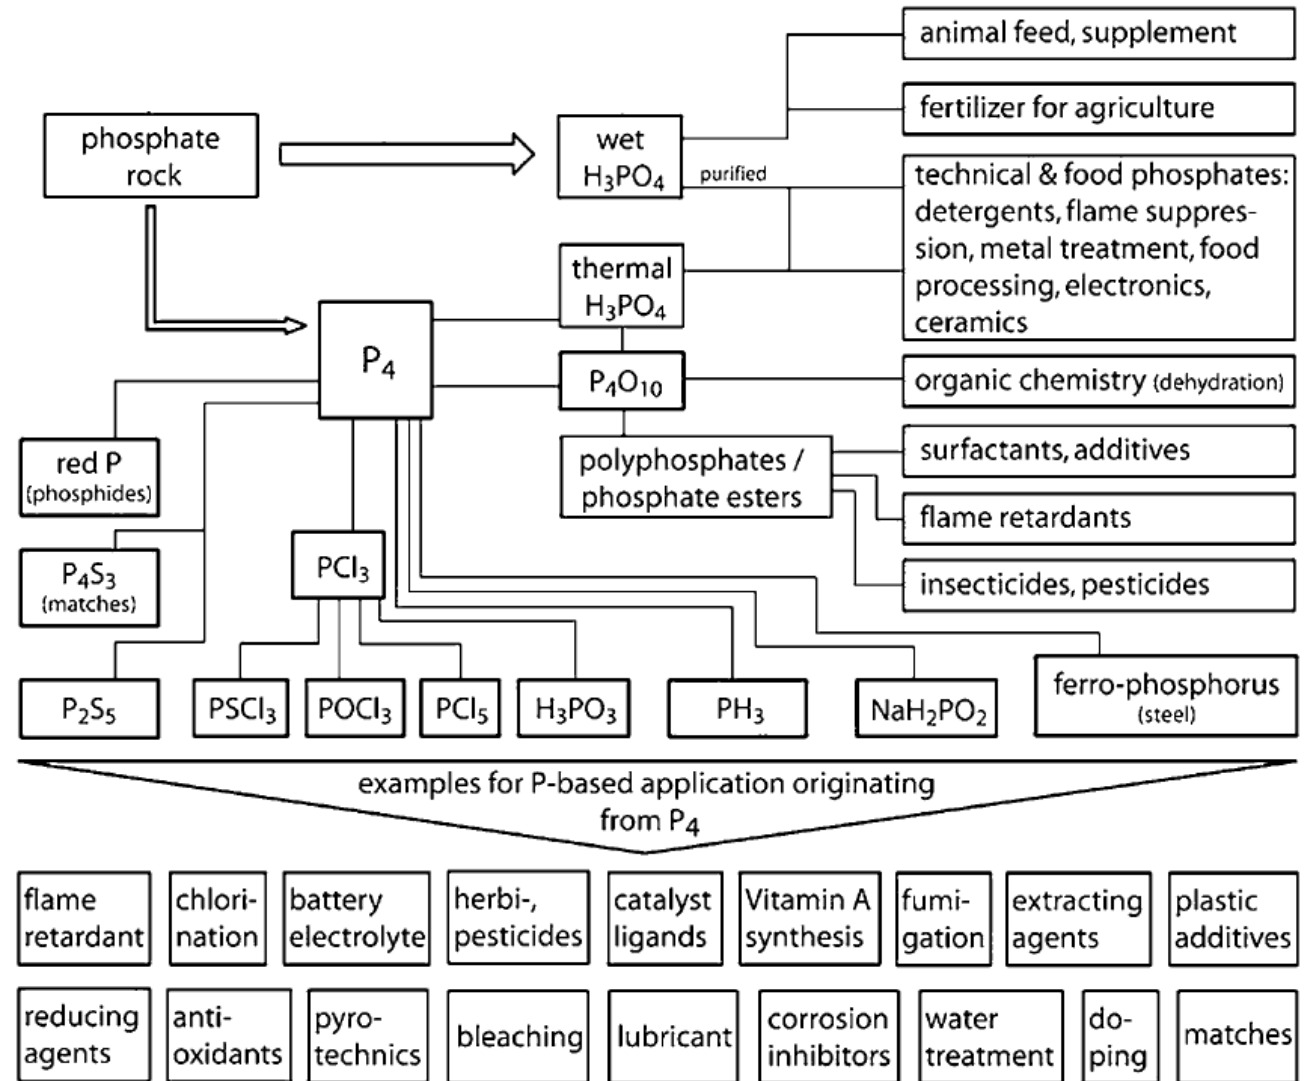 animal feed, supplement
fertilizer for agriculture
phosphate
rock
wet
H₃PO₄
purified
technical & food phosphates:
detergents, flame suppres-
sion, metal treatment, food
processing, electronics,
ceramics
thermal
H₃PO₄
P₄
P₄O₁₀
organic chemistry (dehydration)
red P
(phosphides)
polyphosphates /
phosphate esters
surfactants, additives
flame retardants
insecticides, pesticides
P₄S₃
(matches)
PCl₃
P₂S₅
PSCl₃
POCl₃
PCl₅
H₃PO₃
PH₃
NaH₂PO₂
ferro-phosphorus
(steel)
examples for P-based application originating
from P₄
flame
retardant
chlori-
nation
battery
electrolyte
herbi-,
pesticides
catalyst
ligands
Vitamin A
synthesis
fumi-
gation
extracting
agents
plastic
additives
reducing
agents
anti-
oxidants
pyro-
technics
bleaching
lubricant
corrosion
inhibitors
water
treatment
do-
ping
matches